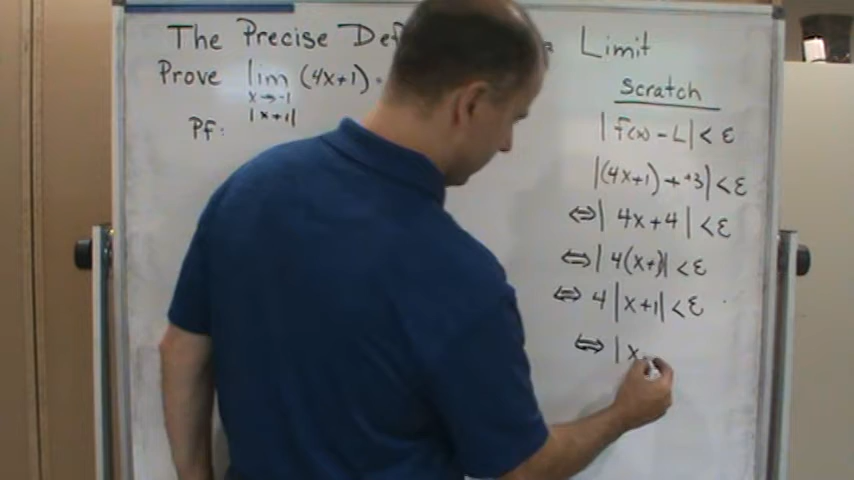 The Precise Def Limit
Prove lim (4x+1)
x→-1
|x+1|
Pf:
Scratch
|f(x) - L| < ε
|(4x+1) + +3| < ε
⇔ | 4x+4 | < ε
⇔ | 4(x+1)| < ε
⇔ 4 |x+1| < ε
⇔ | x